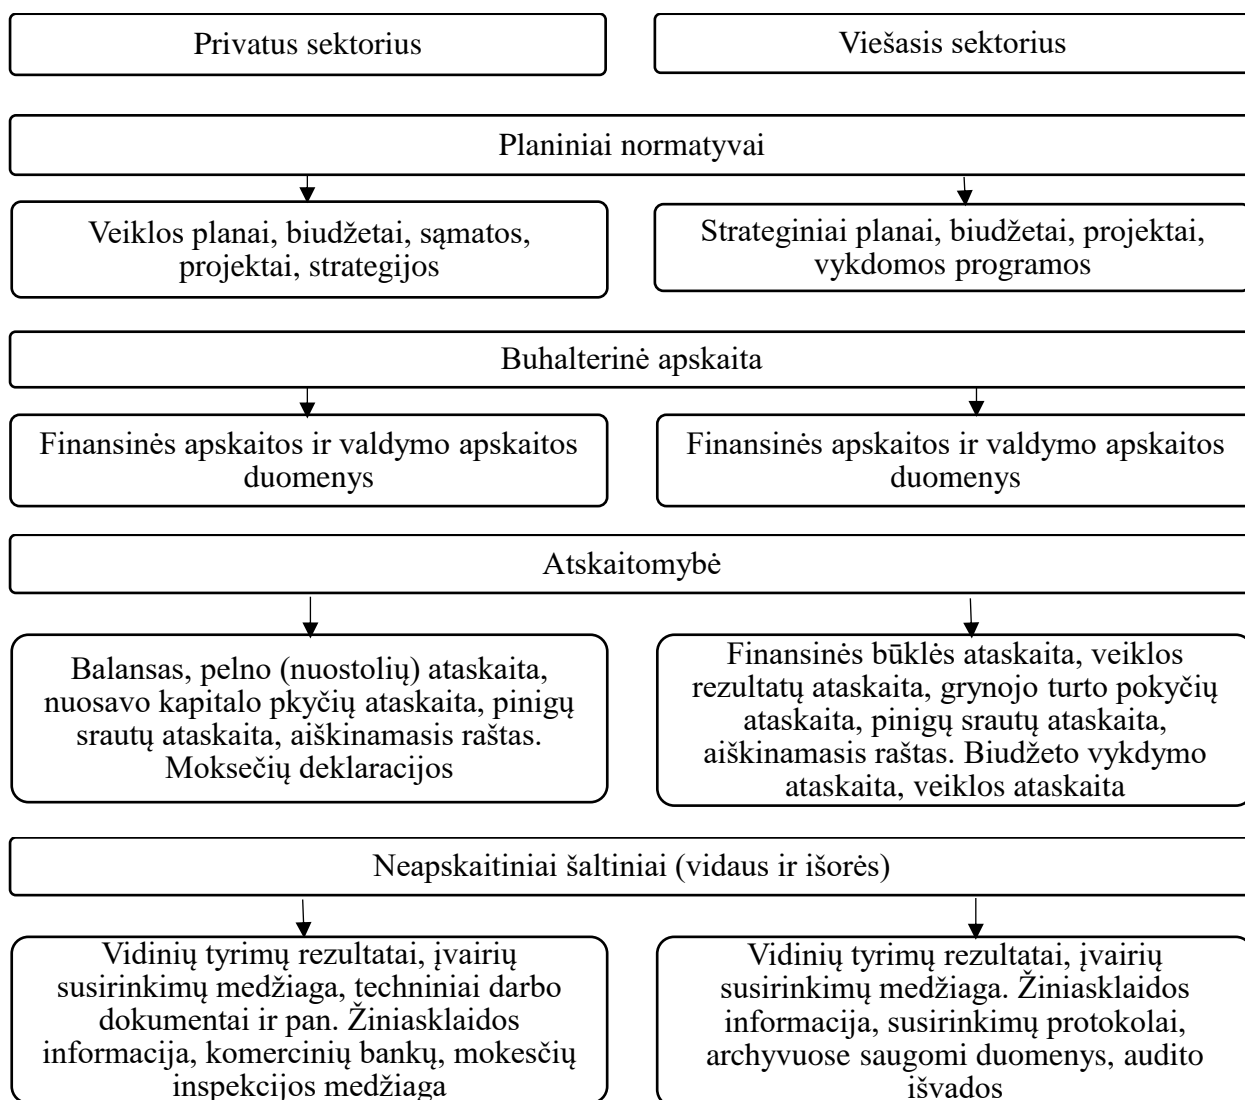 Privatus sektorius
Viešasis sektorius
Planiniai normatyvai
Veiklos planai, biudžetai, sąmatos,
projektai, strategijos
Strateginiai planai, biudžetai, projektai,
vykdomos programos
Buhalterinė apskaita
Finansinės apskaitos ir valdymo apskaitos
duomenys
Finansinės apskaitos ir valdymo apskaitos
duomenys
Atskaitomybė
Balansas, pelno (nuostolių) ataskaita,
nuosavo kapitalo pkyčių ataskaita, pinigų
srautų ataskaita, aiškinamasis raštas.
Moksečių deklaracijos
Finansinės būklės ataskaita, veiklos
rezultatų ataskaita, grynojo turto pokyčių
ataskaita, pinigų srautų ataskaita,
aiškinamasis raštas. Biudžeto vykdymo
ataskaita, veiklos ataskaita
Neapskaitiniai šaltiniai (vidaus ir išorės)
Vidinių tyrimų rezultatai, įvairių
susirinkimų medžiaga, techniniai darbo
dokumentai ir pan. Žiniasklaidos
informacija, komercinių bankų, mokesčių
inspekcijos medžiaga
Vidinių tyrimų rezultatai, įvairių
susirinkimų medžiaga. Žiniasklaidos
informacija, susirinkimų protokolai,
archyvuose saugomi duomenys, audito
išvados